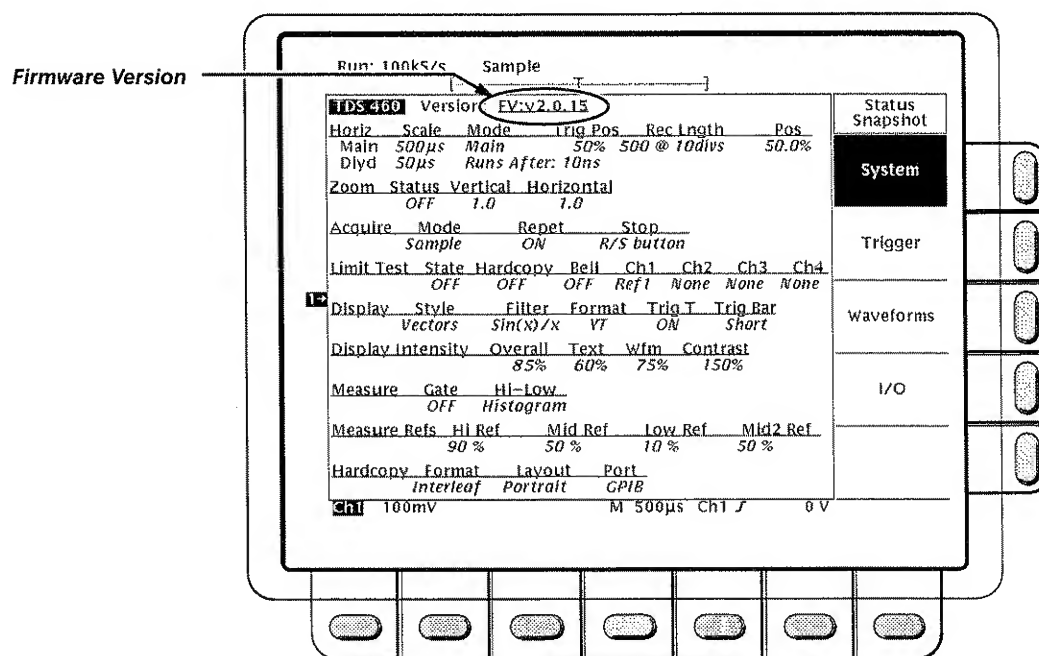 Firmware Version
Run: 100kS/s Sample
TDS 460 Version FV:v2.0.15
Horiz Scale Mode Trig Pos Rec Lngth Pos
Main 500µs Main 50% 500 @ 10divs 50.0%
Dlyd 50µs Runs After: 10ns
Zoom Status Vertical Horizontal
OFF 1.0 1.0
Acquire Mode Repet Stop
Sample ON R/S button
Limit Test State Hardcopy Bell Ch1 Ch2 Ch3 Ch4
OFF OFF OFF Ref1 None None None
1→
Display Style Filter Format Trig T Trig Bar
Vectors Sin(x)/x YT ON Short
Display Intensity Overall Text Wfm Contrast
85% 60% 75% 150%
Measure Gate Hi-Low
OFF Histogram
Measure Refs Hi Ref Mid Ref Low Ref Mid2 Ref
90 % 50 % 10 % 50 %
Hardcopy Format Layout Port
Interleaf Portrait GPIB
Ch1 100mV M 500µs Ch1 ∫ 0 V
Status
Snapshot
System
Trigger
Waveforms
I/O